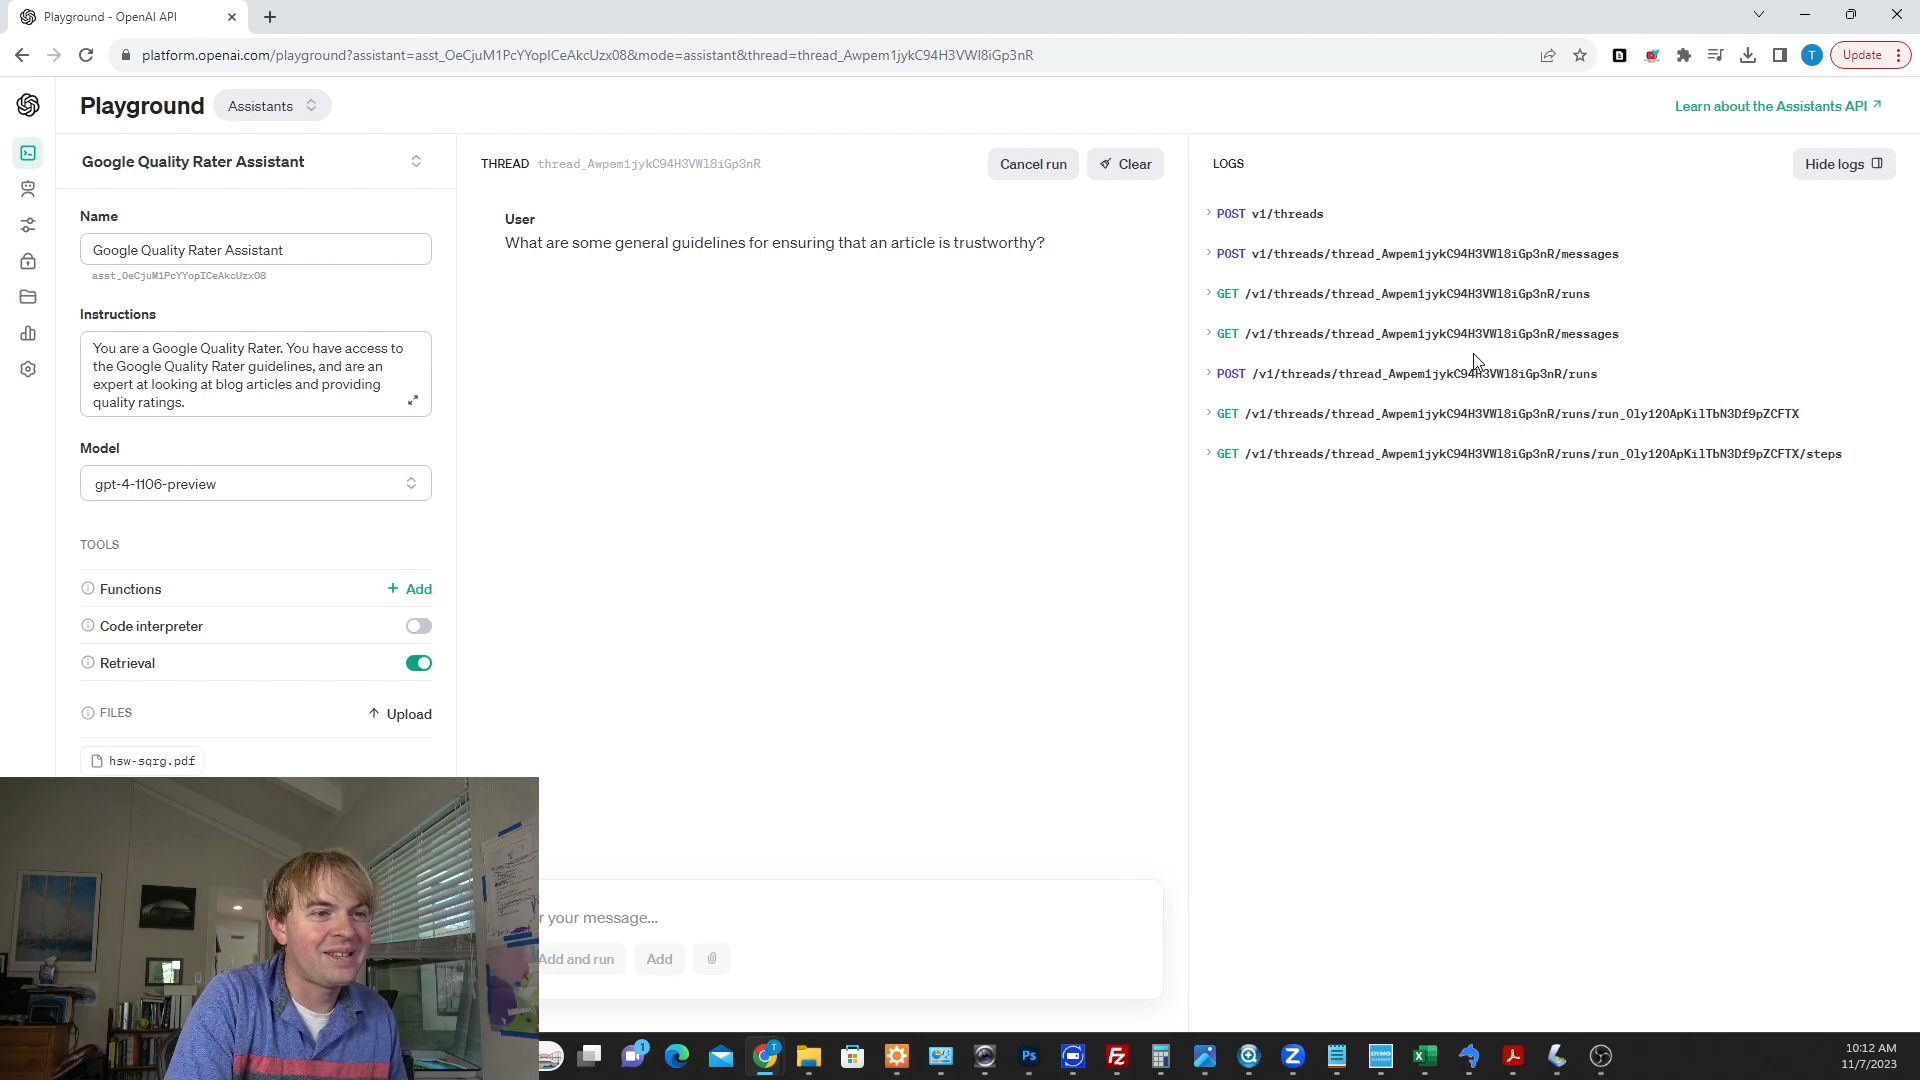 Playground - OpenAI API
platform.openai.com/playground?assistant=asst_OeCjuM1PcYYopICeAkcUzx08&mode=assistant&thread=thread_Awpem1jykC94H3VWl8iGp3nR
T
Update
Playground
Assistants
Learn about the Assistants API
Google Quality Rater Assistant
Name
Google Quality Rater Assistant
asst_OeCjuM1PcYYopICeAkcUzx08
Instructions
You are a Google Quality Rater. You have access to
the Google Quality Rater guidelines, and are an
expert at looking at blog articles and providing
quality ratings.
Model
gpt-4-1106-preview
TOOLS
Functions
+ Add
Code interpreter
Retrieval
FILES
Upload
hsw-sqrg.pdf
THREAD thread_Awpem1jykC94H3VWl8iGp3nR
Cancel run
Clear
User
What are some general guidelines for ensuring that an article is trustworthy?
r your message...
Add and run
Add
LOGS
Hide logs
POST v1/threads
POST v1/threads/thread_Awpem1jykC94H3VWl8iGp3nR/messages
GET /v1/threads/thread_Awpem1jykC94H3VWl8iGp3nR/runs
GET /v1/threads/thread_Awpem1jykC94H3VWl8iGp3nR/messages
POST /v1/threads/thread_Awpem1jykC94H3VWl8iGp3nR/runs
GET /v1/threads/thread_Awpem1jykC94H3VWl8iGp3nR/runs/run_Oly12OApKilTbN3Df9pZCFTX
GET /v1/threads/thread_Awpem1jykC94H3VWl8iGp3nR/runs/run_Oly12OApKilTbN3Df9pZCFTX/steps
1
T
Ps
Fz
DYMO
10:12 AM
11/7/2023